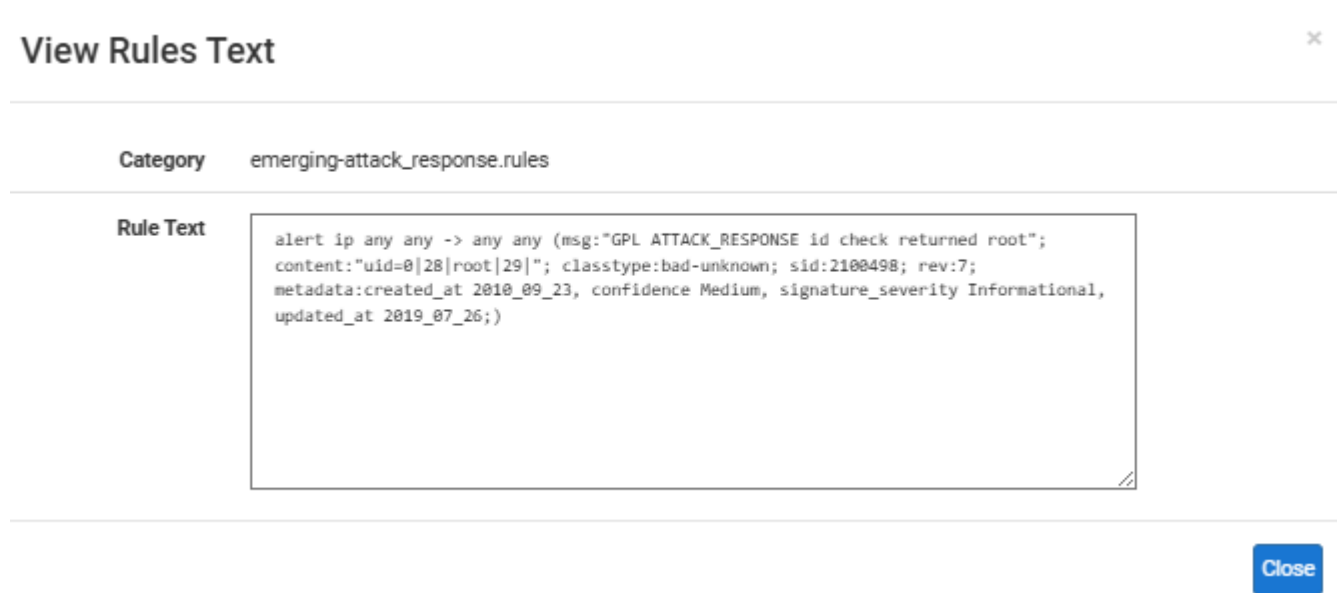 View Rules Text
×
Category emerging-attack_response.rules
Rule Text
alert ip any any -> any any (msg:"GPL ATTACK_RESPONSE id check returned root";
content:"uid=0|28|root|29|"; classtype:bad-unknown; sid:2100498; rev:7;
metadata:created_at 2010_09_23, confidence Medium, signature_severity Informational,
updated_at 2019_07_26;)
Close